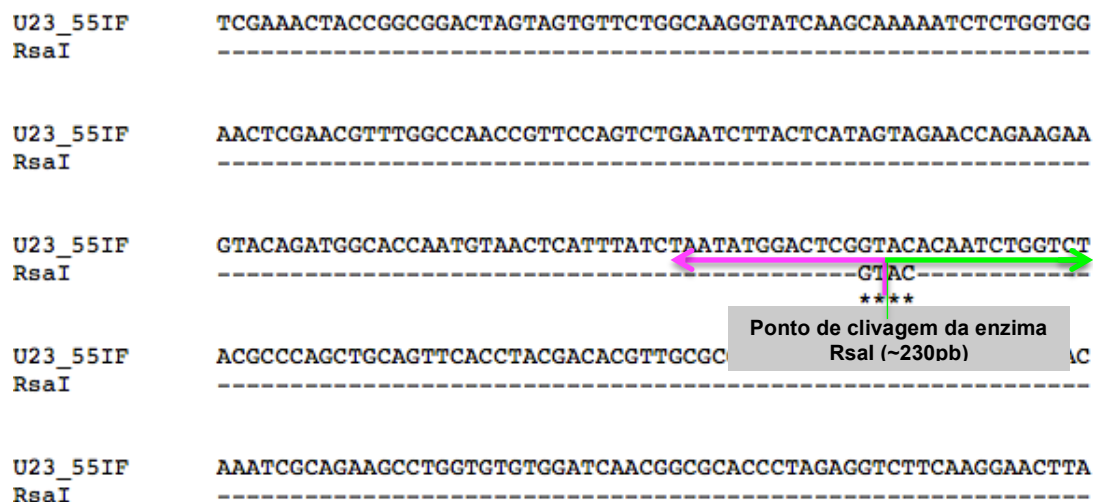 U23_55IF TCGAAACTACCGGCGGACTAGTAGTGTTCTGGCAAGGTATCAAGCAAAAATCTCTGGTGG
RsaI ------------------------------------------------------------
U23_55IF AACTCGAACGTTTGGCCAACCGTTCCAGTCTGAATCTTACTCATAGTAGAACCAGAAGAA
RsaI ------------------------------------------------------------
U23_55IF GTACAGATGGCACCAATGTAACTCATTTATCTAATATGGACTCGGTACACAATCTGGTCT
RsaI --------------------------------------------GTAC------------
****
Ponto de clivagem da enzima
RsaI (~230pb)
U23_55IF ACGCCCAGCTGCAGTTCACCTACGACACGTTGCGC AC
RsaI ------------------------------------------------------------
U23_55IF AAATCGCAGAAGCCTGGTGTGTGGATCAACGGCGCACCCTAGAGGTCTTCAAGGAACTTA
RsaI ------------------------------------------------------------